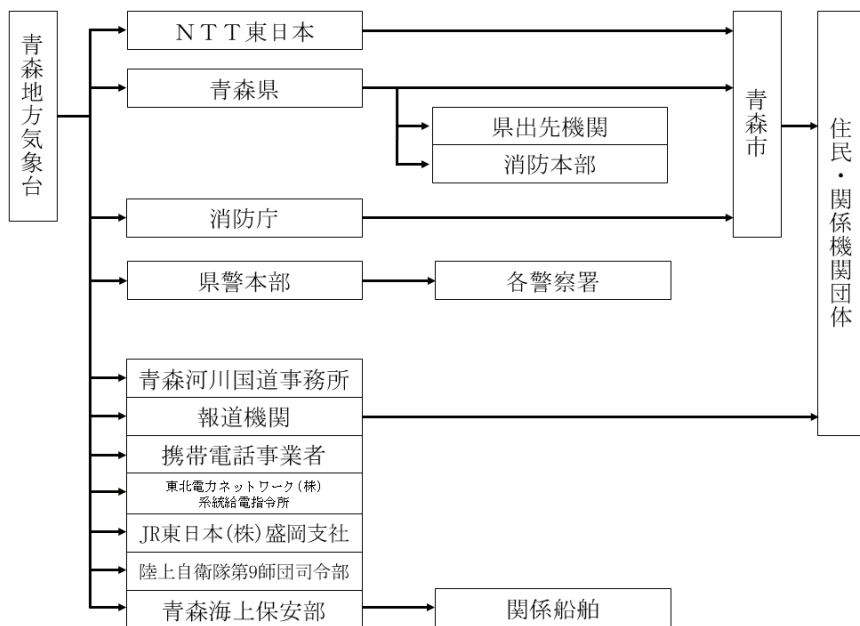 青森地方気象台
ＮＴＴ東日本
青森県
県出先機関
消防本部
消防庁
県警本部
各警察署
青森河川国道事務所
報道機関
携帯電話事業者
東北電力ネットワーク(株)
系統給電指令所
JR東日本(株)盛岡支社
陸上自衛隊第9師団司令部
青森海上保安部
関係船舶
青森市
住民・関係機関団体